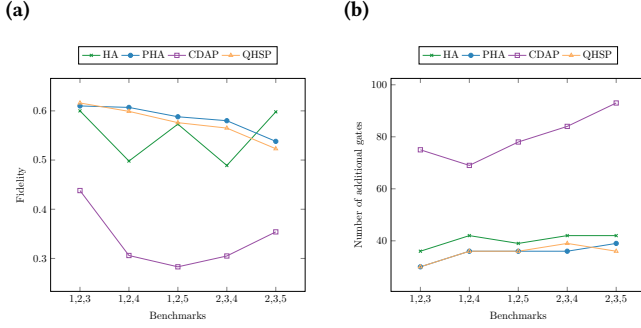 (a)
HA PHA CDAP QHSP
0.6
0.5
0.4
0.3
Fidelity
1,2,3 1,2,4 1,2,5 2,3,4 2,3,5
Benchmarks
(b)
HA PHA CDAP QHSP
100
80
60
40
Number of additional gates
1,2,3 1,2,4 1,2,5 2,3,4 2,3,5
Benchmarks